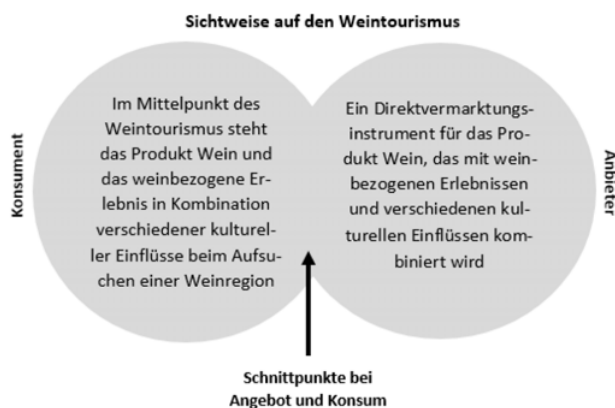 Sichtweise auf den Weintourismus
Konsument
Im Mittelpunkt des
Weintourismus steht
das Produkt Wein und
das weinbezogene Er-
lebnis in Kombination
verschiedener kulturel-
ler Einflüsse beim Aufsu-
chen einer Weinregion
Ein Direktvermarktungs-
instrument für das Pro-
dukt Wein, das mit wein-
bezogenen Erlebnissen
und verschiedenen kul-
turellen Einflüssen kom-
biniert wird
Anbieter
Schnittpunkte bei
Angebot und Konsum